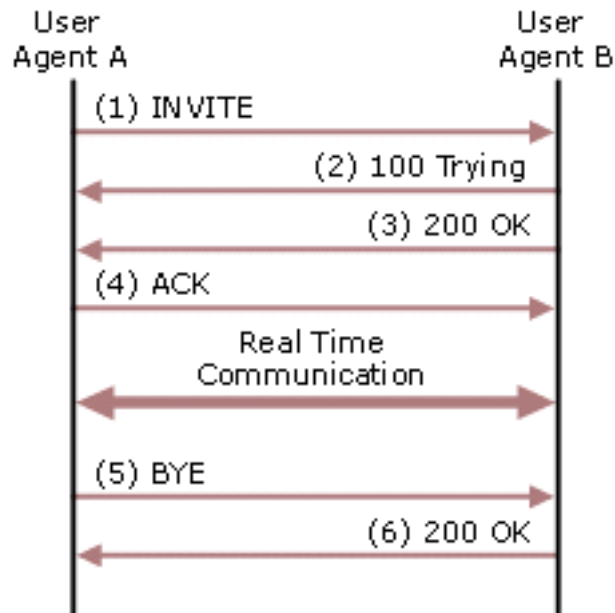 User
Agent A
User
Agent B
(1) INVITE
(2) 100 Trying
(3) 200 OK
(4) ACK
Real Time
Communication
(5) BYE
(6) 200 OK